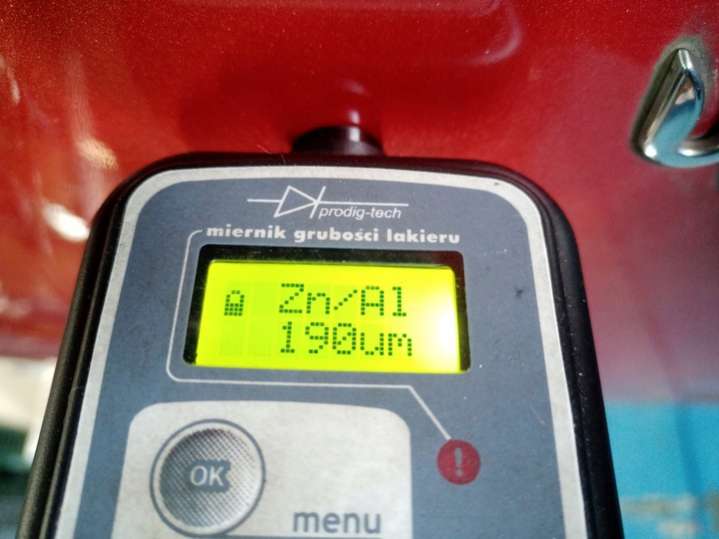 prodig-tech
miernik grubości lakieru
Zn/Al
190um
!
OK
menu